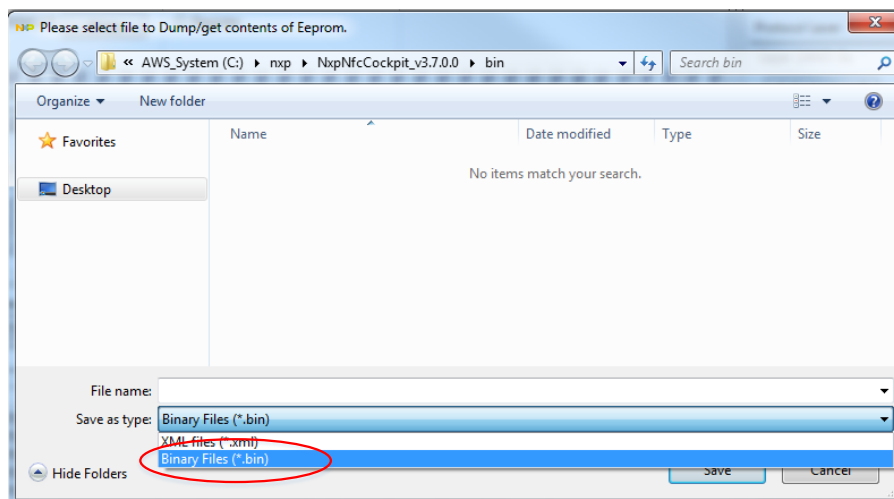 NXP Please select file to Dump/get contents of Eeprom.
« AWS_System (C:) nxp NxpNfcCockpit_v3.7.0.0 bin Search bin
Organize New folder
Name Date modified Type Size
Favorites
No items match your search.
Desktop
File name:
Save as type: Binary Files (*.bin)
XML files (*.xml)
Binary Files (*.bin)
Hide Folders Save Cancel